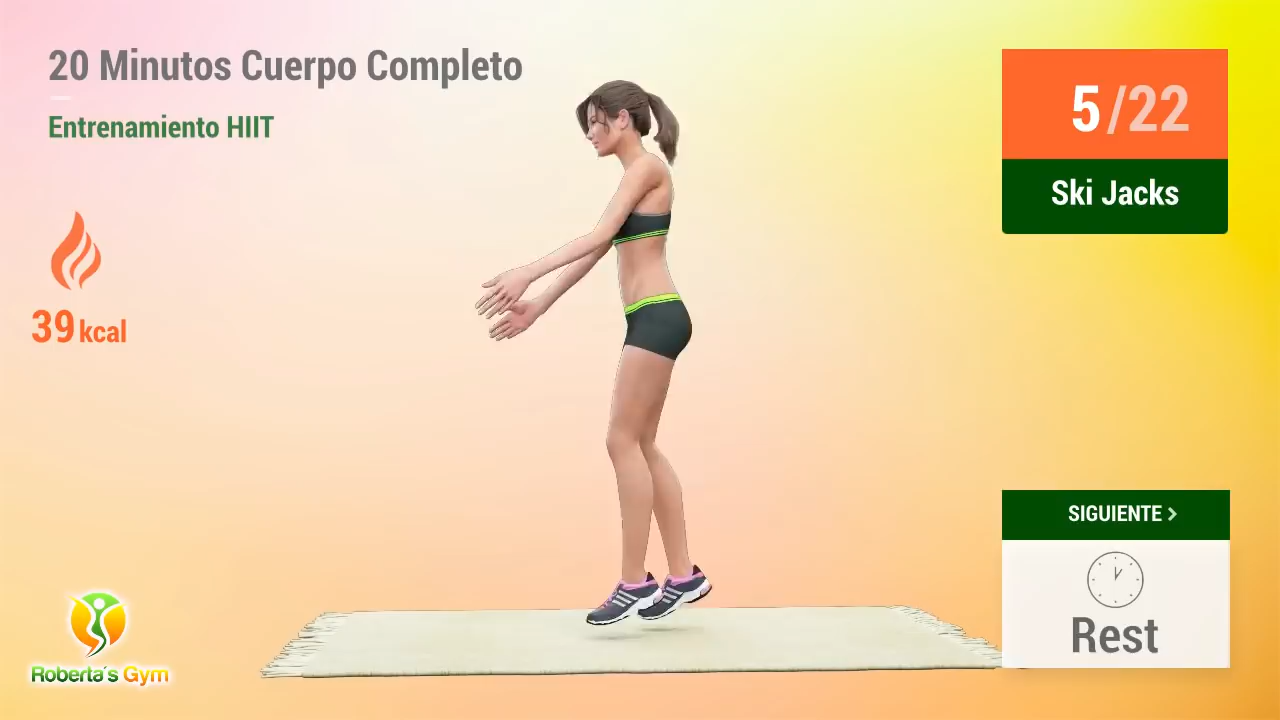 20 Minutos Cuerpo Completo
Entrenamiento HIIT
5/22
Ski Jacks
39 kcal
SIGUIENTE >
Rest
Roberta´s Gym